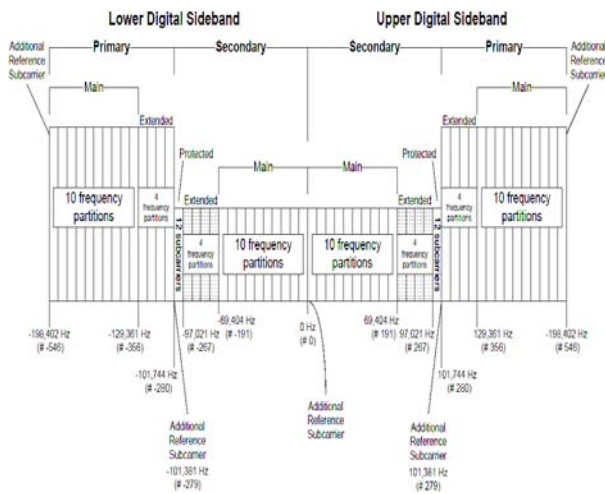 Lower Digital Sideband
Upper Digital Sideband
Additional
Reference
Subcarrier
Primary
Secondary
Secondary
Primary
Additional
Reference
Subcarrier
Main
Extended
Extended
Main
Protected
Main
Main
Protected
Extended
Extended
10 frequency
partitions
4
frequency
partitions
12 subcarriers
4
frequency
partitions
10 frequency
partitions
10 frequency
partitions
4
frequency
partitions
12 subcarriers
4
frequency
partitions
10 frequency
partitions
-198,402 Hz
(# -546)
-129,361 Hz
(# -356)
-101,744 Hz
(# -280)
-97,021 Hz
(# -267)
-69,404 Hz
(# -191)
0 Hz
(# 0)
69,404 Hz
(# 191)
97,021 Hz
(# 267)
101,744 Hz
(# 280)
129,361 Hz
(# 356)
-198,402 Hz
(# 546)
Additional
Reference
Subcarrier
-101,381 Hz
(# -279)
Additional
Reference
Subcarrier
Additional
Reference
Subcarrier
101,381 Hz
(# 279)